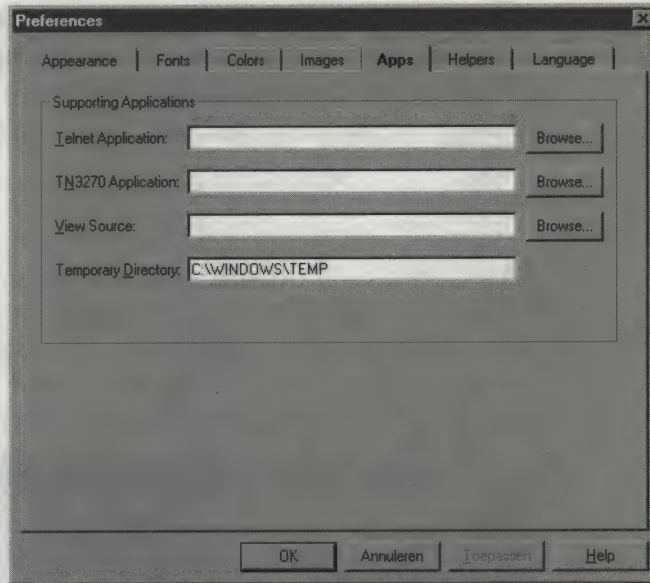 Preferences
Appearance Fonts Colors Images Apps Helpers Language
Supporting Applications
Telnet Application: Browse...
TN3270 Application: Browse...
View Source: Browse...
Temporary Directory: C:\WINDOWS\TEMP
OK Annuleren Toepassen Help